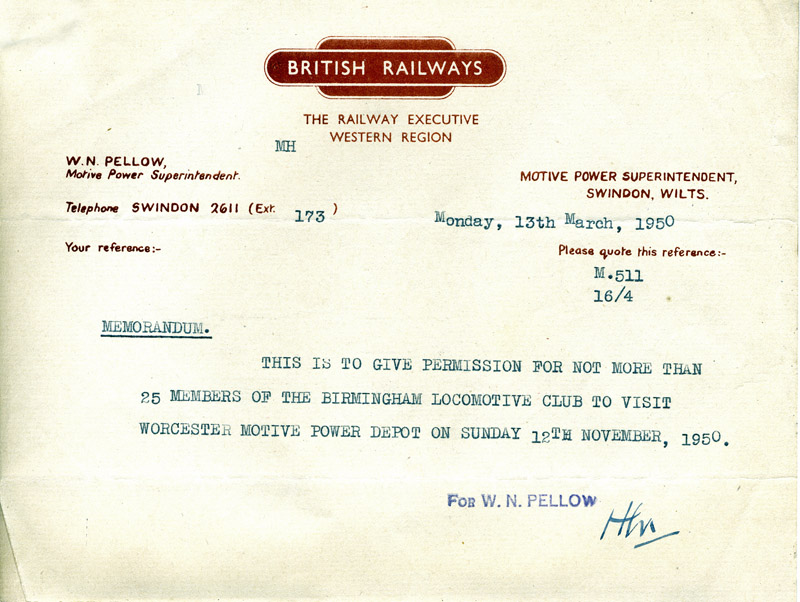 BRITISH RAILWAYS
THE RAILWAY EXECUTIVE
WESTERN REGION
MH
W.N. PELLOW,
Motive Power Superintendent.
MOTIVE POWER SUPERINTENDENT,
SWINDON, WILTS.
Telephone SWINDON 2611 (Ext. 173 )
Monday, 13th March, 1950
Your reference:-
Please quote this reference:-
M.511
16/4
MEMORANDUM.
THIS IS TO GIVE PERMISSION FOR NOT MORE THAN
25 MEMBERS OF THE BIRMINGHAM LOCOMOTIVE CLUB TO VISIT
WORCESTER MOTIVE POWER DEPOT ON SUNDAY 12TH NOVEMBER, 1950.
FOR W. N. PELLOW